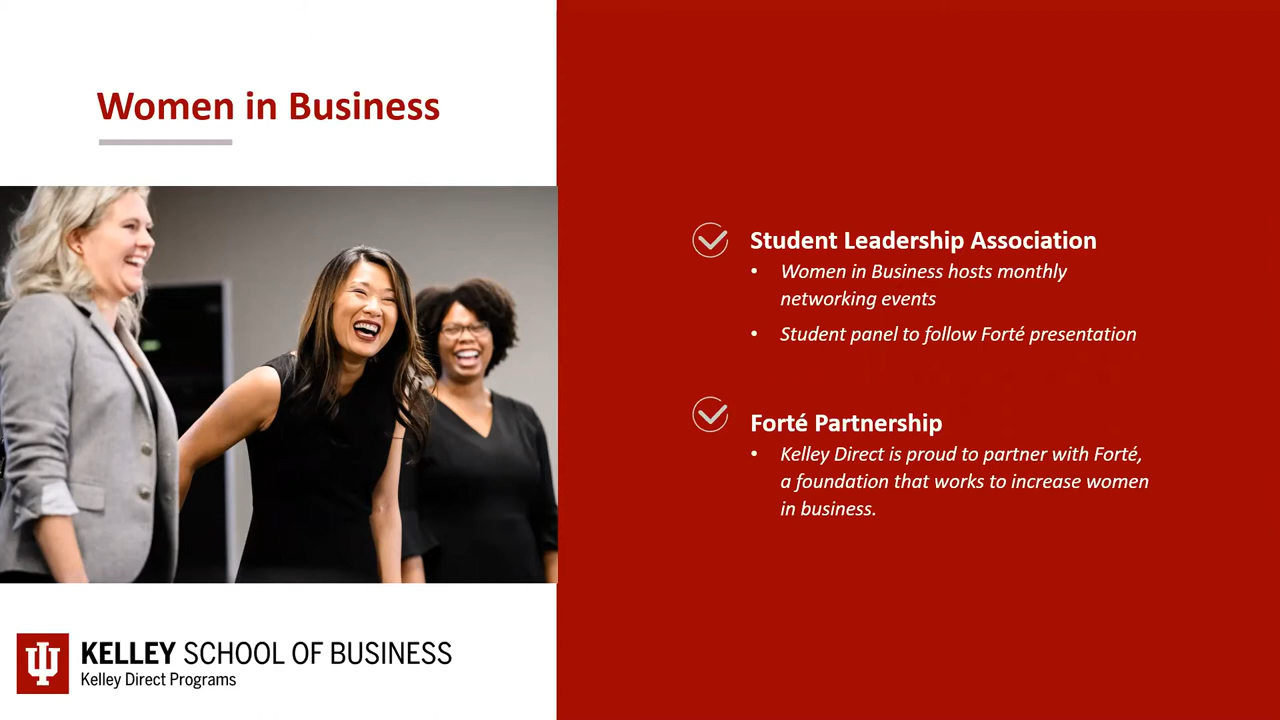 Women in Business
Student Leadership Association
• Women in Business hosts monthly
networking events
• Student panel to follow Forté presentation
Forté Partnership
• Kelley Direct is proud to partner with Forté,
a foundation that works to increase women
in business.
KELLEY SCHOOL OF BUSINESS
Kelley Direct Programs